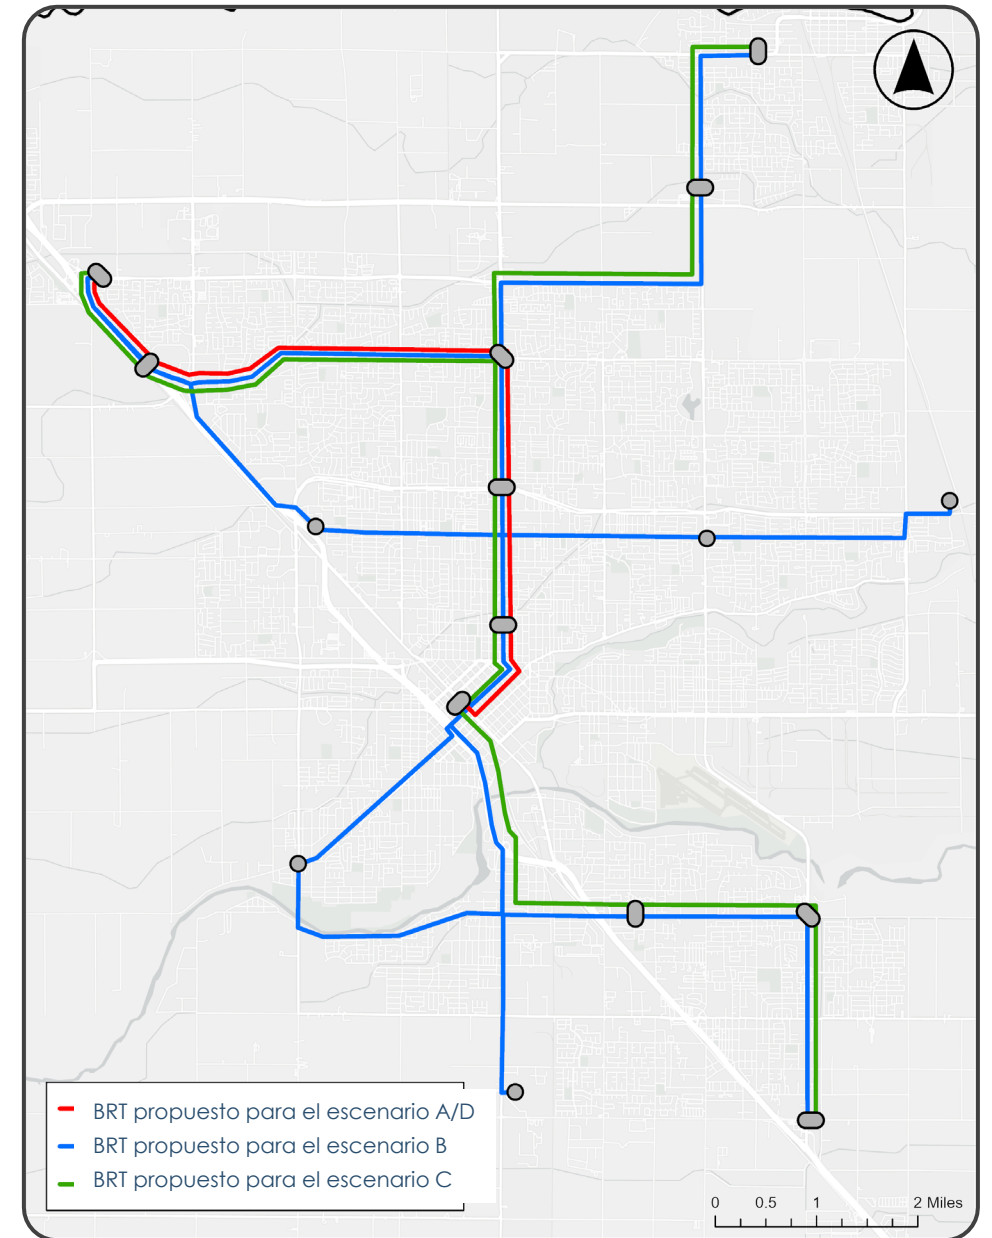 BRT propuesto para el escenario A/D
BRT propuesto para el escenario B
BRT propuesto para el escenario C
0 0.5 1 2 Miles